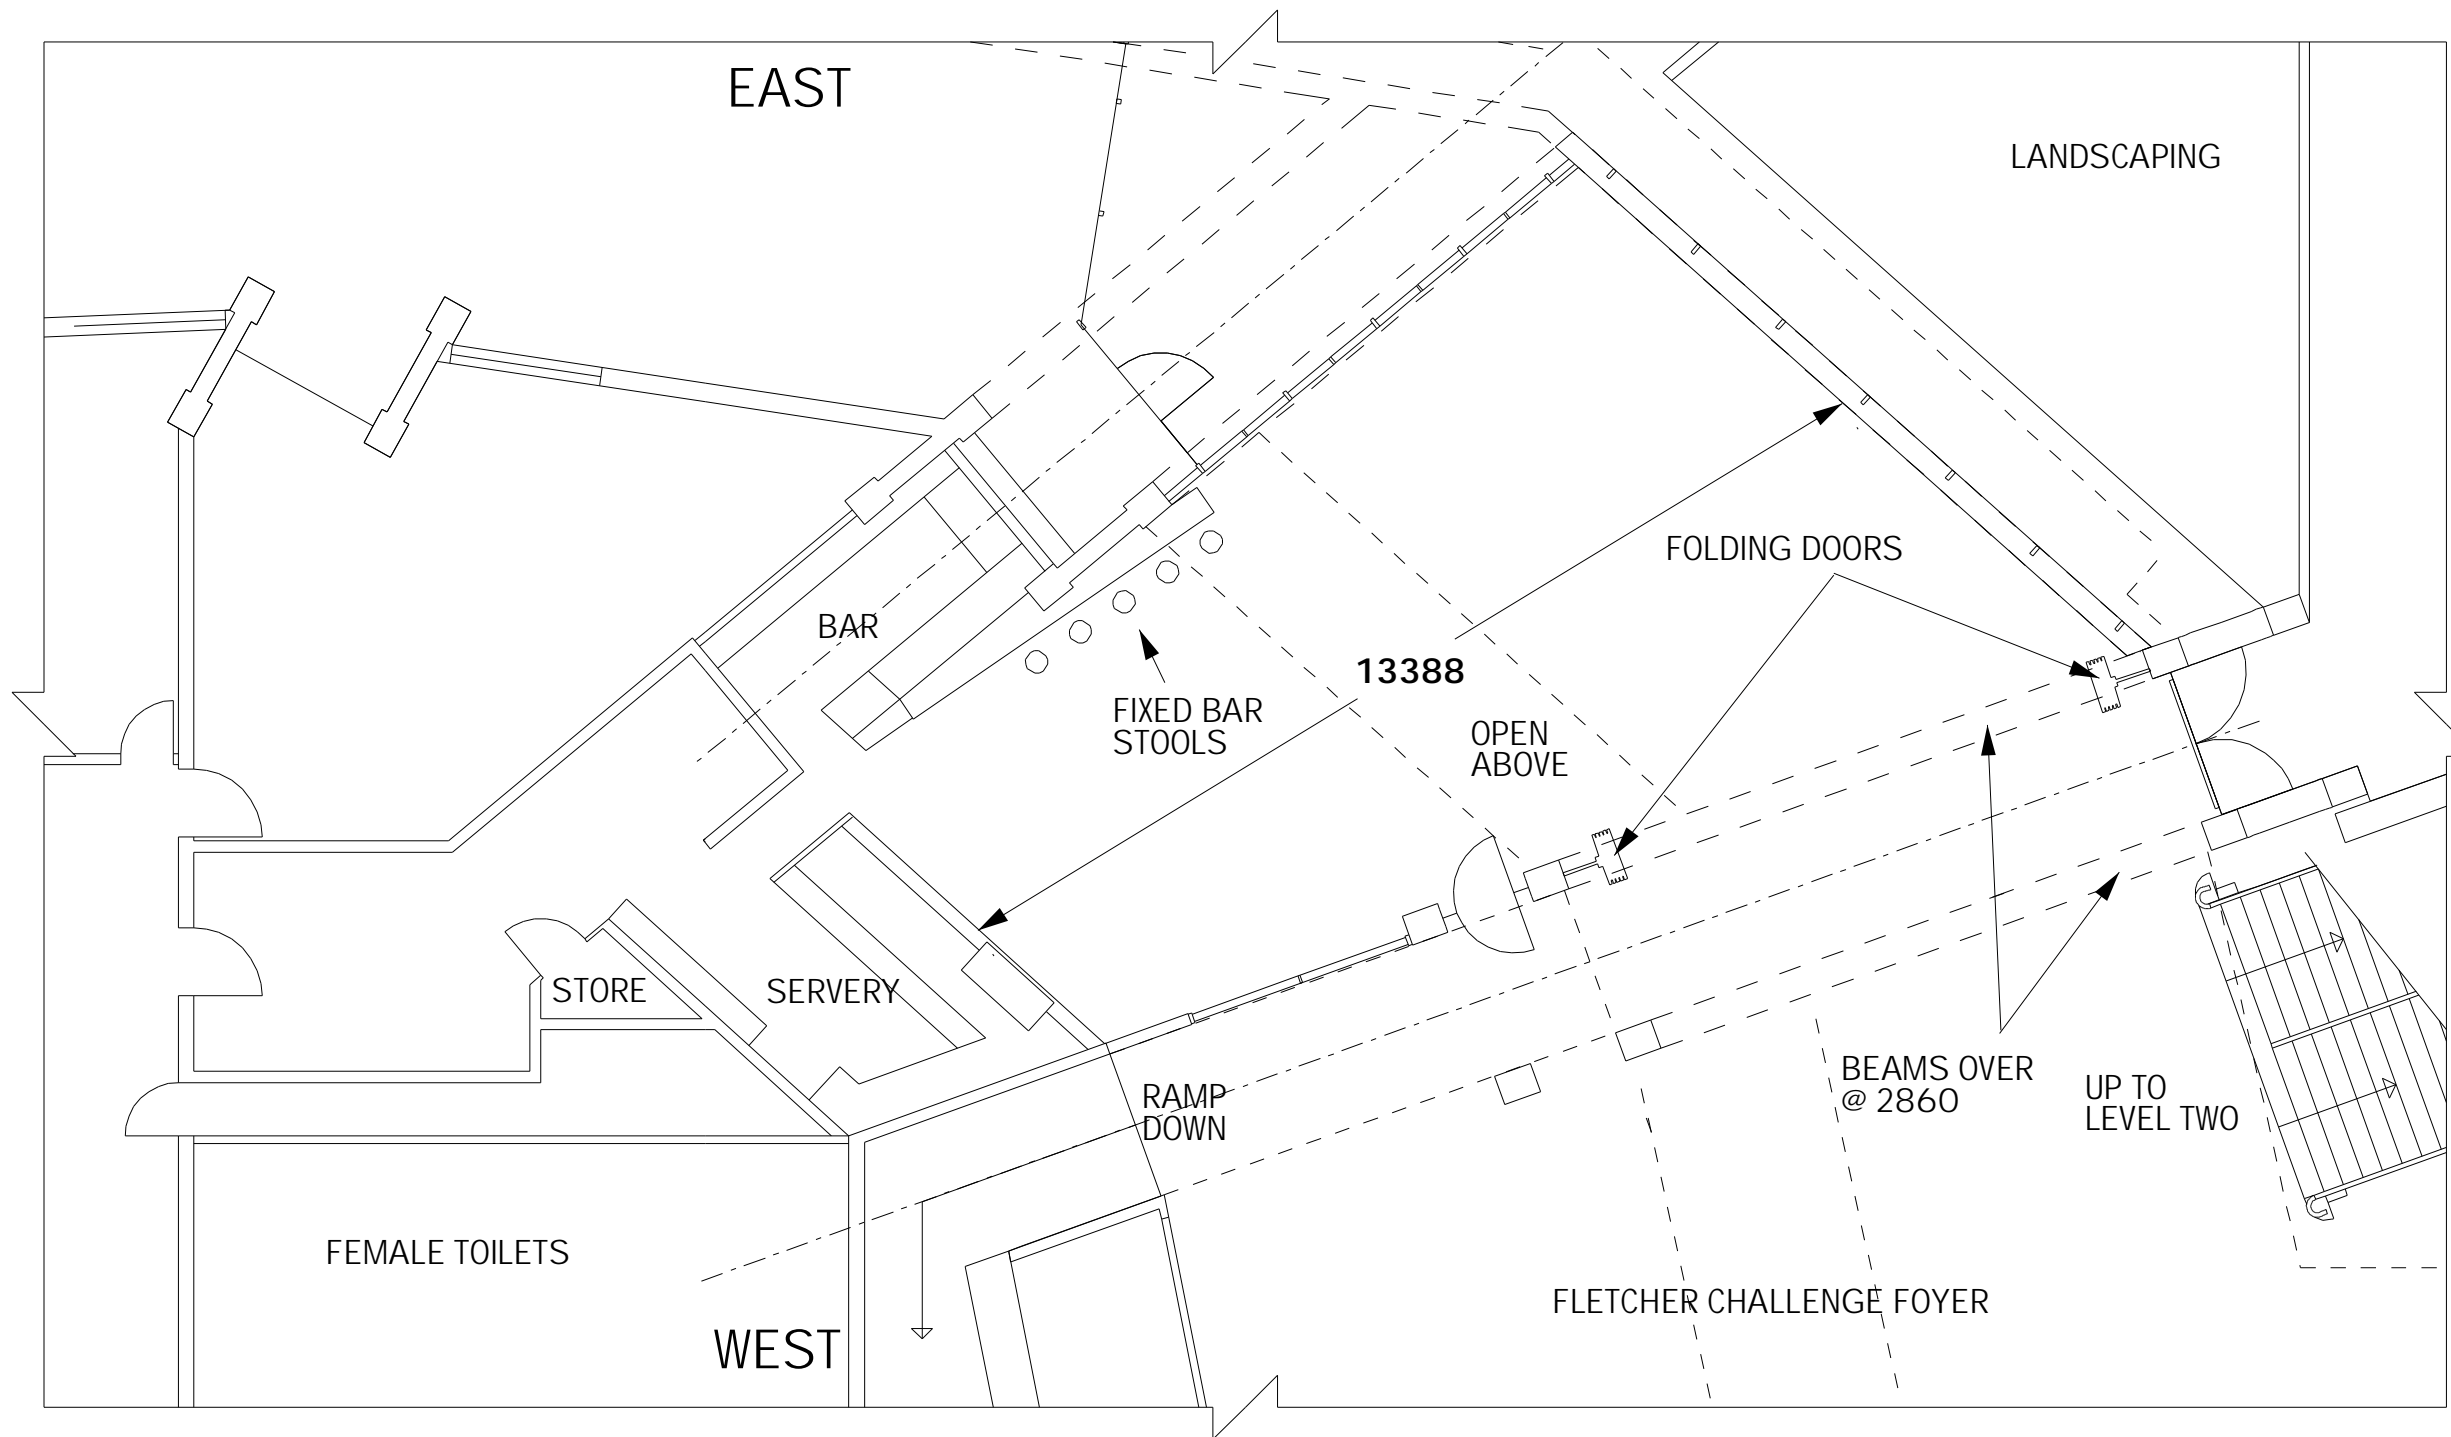 EAST
LANDSCAPING
FOLDING DOORS
BAR
13388
FIXED BAR
STOOLS
OPEN
ABOVE
STORE
SERVERY
RAMP
DOWN
BEAMS OVER
@ 2860
UP TO
LEVEL TWO
FEMALE TOILETS
FLETCHER CHALLENGE FOYER
WEST